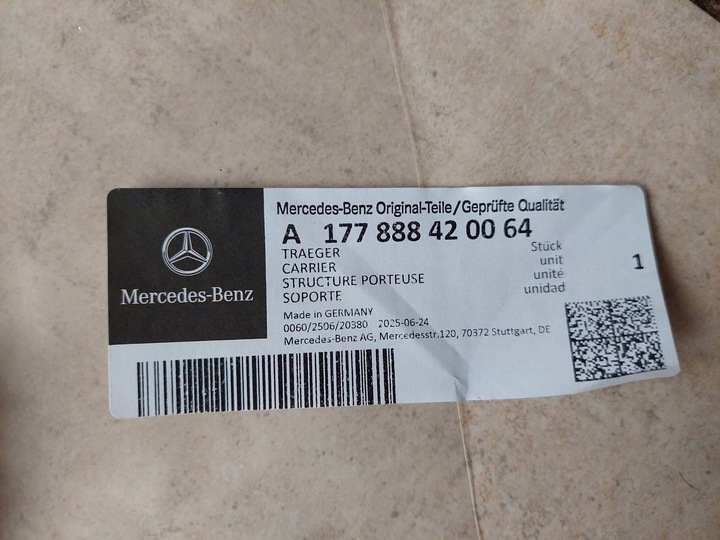 Mercedes-Benz Original-Teile/Geprüfte Qualität
A 177 888 42 00 64
TRAEGER Stück
CARRIER unit 1
STRUCTURE PORTEUSE unité
SOPORTE unidad
Mercedes-Benz
Made in GERMANY
0060/2506/20380 2025-06-24
Mercedes-Benz AG, Mercedesstr.120, 70372 Stuttgart, DE